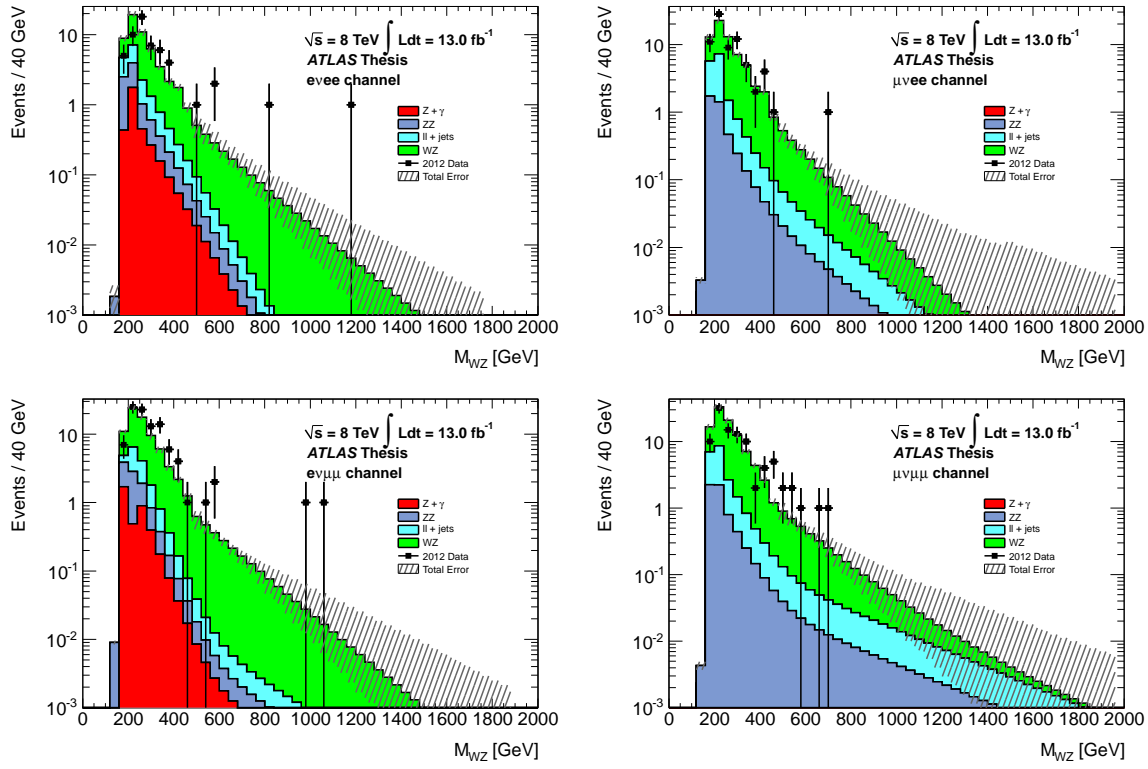 Events / 40 GeV
10
1
10⁻¹
10⁻²
10⁻³
√s = 8 TeV ∫ Ldt = 13.0 fb⁻¹
ATLAS Thesis
eνee channel
Z + γ
ZZ
ll + jets
WZ
2012 Data
Total Error
0 200 400 600 800 1000 1200 1400 1600 1800 2000
M_WZ [GeV]
Events / 40 GeV
10
1
10⁻¹
10⁻²
10⁻³
√s = 8 TeV ∫ Ldt = 13.0 fb⁻¹
ATLAS Thesis
μνee channel
Z + γ
ZZ
ll + jets
WZ
2012 Data
Total Error
0 200 400 600 800 1000 1200 1400 1600 1800 2000
M_WZ [GeV]
Events / 40 GeV
10
1
10⁻¹
10⁻²
10⁻³
√s = 8 TeV ∫ Ldt = 13.0 fb⁻¹
ATLAS Thesis
eνμμ channel
Z + γ
ZZ
ll + jets
WZ
2012 Data
Total Error
0 200 400 600 800 1000 1200 1400 1600 1800 2000
M_WZ [GeV]
Events / 40 GeV
10
1
10⁻¹
10⁻²
10⁻³
√s = 8 TeV ∫ Ldt = 13.0 fb⁻¹
ATLAS Thesis
μνμμ channel
Z + γ
ZZ
ll + jets
WZ
2012 Data
Total Error
0 200 400 600 800 1000 1200 1400 1600 1800 2000
M_WZ [GeV]